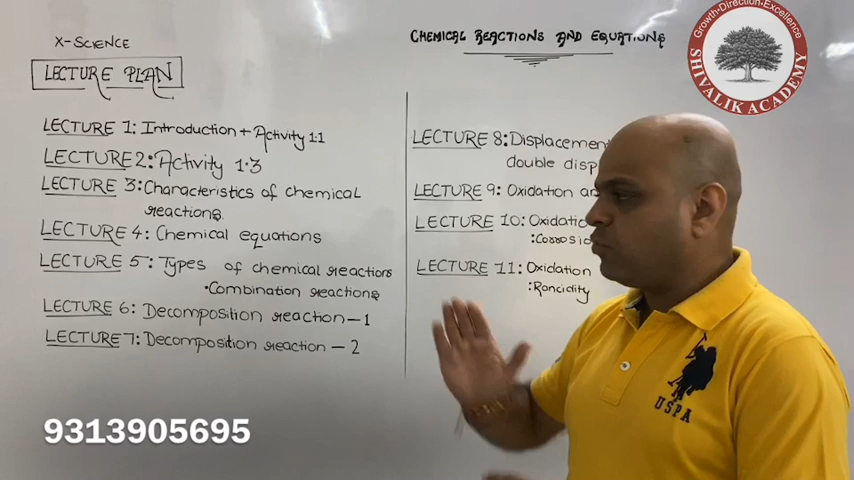 X-SCIENCE
LECTURE PLAN
LECTURE 1: Introduction + Activity 1.1
LECTURE 2: Activity 1.3
LECTURE 3: Characteristics of chemical
reactions.
LECTURE 4: Chemical equations
LECTURE 5: Types of chemical reactions
•Combination reactions
LECTURE 6: Decomposition reaction-1
LECTURE 7: Decomposition reaction - 2
CHEMICAL REACTIONS AND EQUATIONS
LECTURE 8: Displacement
double disp
LECTURE 9: Oxidation
LECTURE 10: Oxidatio
:Corrosio
LECTURE 11: Oxidation
:Rancidity
Growth-Direction-Excellence
SHIVALIK ACADEMY
USPA
9313905695